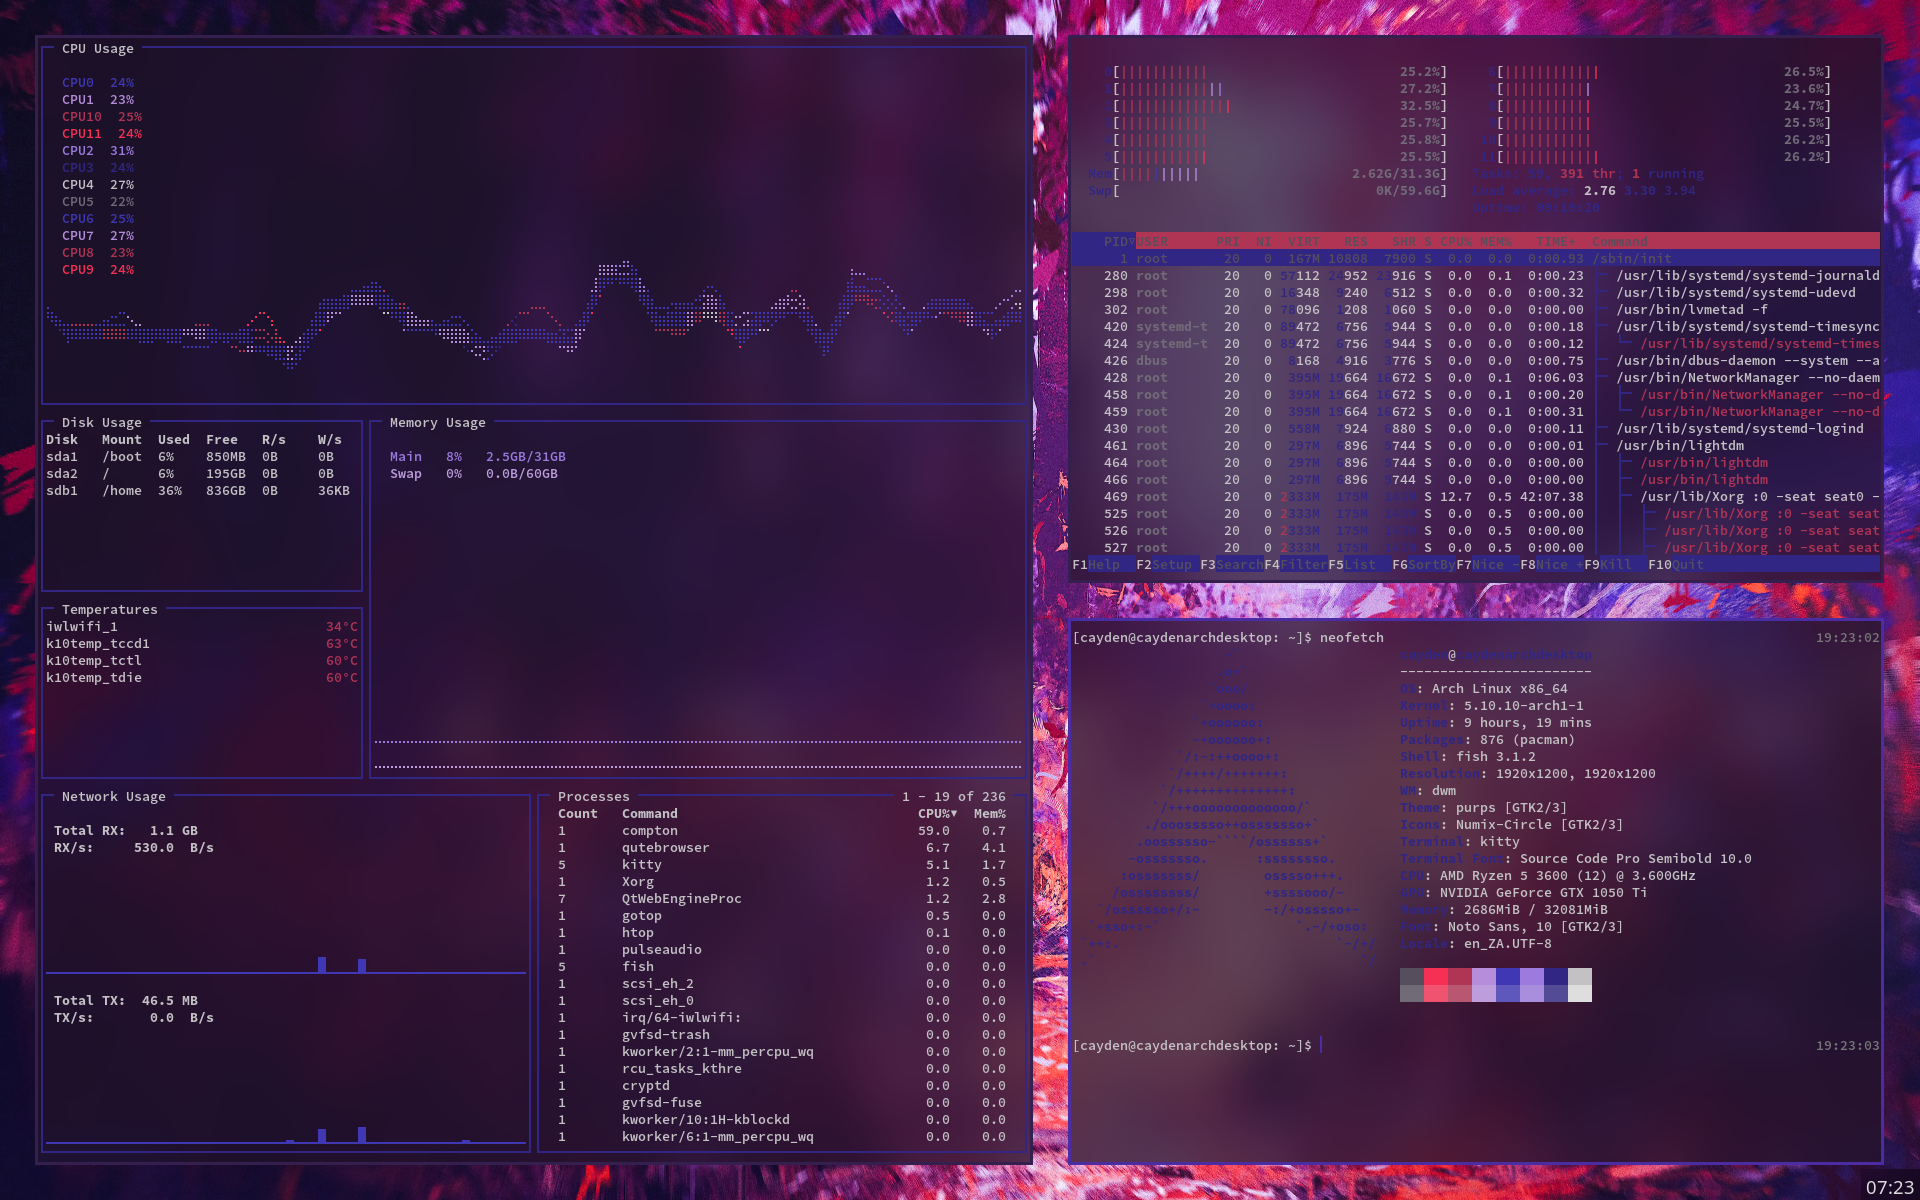 CPU Usage
CPU0 24%
CPU1 23%
CPU10 25%
CPU11 24%
CPU2 31%
CPU3 24%
CPU4 27%
CPU5 22%
CPU6 25%
CPU7 27%
CPU8 23%
CPU9 24%
Disk Usage
Disk Mount Used Free R/s W/s
sda1 /boot 6% 850MB 0B 0B
sda2 / 6% 195GB 0B 0B
sdb1 /home 36% 836GB 0B 36KB
Memory Usage
Main 8% 2.5GB/31GB
Swap 0% 0.0B/60GB
Temperatures
iwlwifi_1 34°C
k10temp_tccd1 63°C
k10temp_tctl 60°C
k10temp_tdie 60°C
Network Usage
Total RX: 1.1 GB
RX/s: 530.0 B/s
Total TX: 46.5 MB
TX/s: 0.0 B/s
Processes 1 - 19 of 236
Count Command CPU%▼ Mem%
1 compton 59.0 0.7
1 qutebrowser 6.7 4.1
5 kitty 5.1 1.7
1 Xorg 1.2 0.5
7 QtWebEngineProc 1.2 2.8
1 gotop 0.5 0.0
1 htop 0.1 0.0
1 pulseaudio 0.0 0.0
5 fish 0.0 0.0
1 scsi_eh_2 0.0 0.0
1 scsi_eh_0 0.0 0.0
1 irq/64-iwlwifi: 0.0 0.0
1 gvfsd-trash 0.0 0.0
1 kworker/2:1-mm_percpu_wq 0.0 0.0
1 rcu_tasks_kthre 0.0 0.0
1 cryptd 0.0 0.0
1 gvfsd-fuse 0.0 0.0
1 kworker/10:1H-kblockd 0.0 0.0
1 kworker/6:1-mm_percpu_wq 0.0 0.0
[ 25.2%] [ 26.5%]
[ 27.2%] [ 23.6%]
[ 32.5%] [ 24.7%]
[ 25.7%] [ 25.5%]
[ 25.8%] [ 26.2%]
[ 25.5%] [ 26.2%]
Mem[ 2.62G/31.3G] Tasks: 391 thr; 1 running
Swp[ 0K/59.6G] Load average: 2.76 3.30 3.94
Uptime:
PID▽USER PRI NI VIRT RES SHR S CPU% MEM% TIME+ Command
1 root 20 0 167M 10808 7900 S 0.0 0.0 0:00.93 /sbin/init
280 root 20 0 57112 24952 23916 S 0.0 0.1 0:00.23 /usr/lib/systemd/systemd-journald
298 root 20 0 16348 9240 6512 S 0.0 0.0 0:00.32 /usr/lib/systemd/systemd-udevd
302 root 20 0 78096 1208 1060 S 0.0 0.0 0:00.00 /usr/bin/lvmetad -f
420 systemd-t 20 0 89472 6756 5944 S 0.0 0.0 0:00.18 /usr/lib/systemd/systemd-timesync
424 systemd-t 20 0 89472 6756 5944 S 0.0 0.0 0:00.12 /usr/lib/systemd/systemd-times
426 dbus 20 0 8168 4916 3776 S 0.0 0.0 0:00.75 /usr/bin/dbus-daemon --system --a
428 root 20 0 395M 19664 16672 S 0.0 0.1 0:06.03 /usr/bin/NetworkManager --no-daem
458 root 20 0 395M 19664 16672 S 0.0 0.1 0:00.20 /usr/bin/NetworkManager --no-d
459 root 20 0 395M 19664 16672 S 0.0 0.1 0:00.31 /usr/bin/NetworkManager --no-d
430 root 20 0 558M 7924 6880 S 0.0 0.0 0:00.11 /usr/lib/systemd/systemd-logind
461 root 20 0 297M 6896 5744 S 0.0 0.0 0:00.01 /usr/bin/lightdm
464 root 20 0 297M 6896 5744 S 0.0 0.0 0:00.00 /usr/bin/lightdm
466 root 20 0 297M 6896 5744 S 0.0 0.0 0:00.00 /usr/bin/lightdm
469 root 20 0 2333M 175M S 12.7 0.5 42:07.38 /usr/lib/Xorg :0 -seat seat0 -
525 root 20 0 2333M 175M S 0.0 0.5 0:00.00 /usr/lib/Xorg :0 -seat seat
526 root 20 0 2333M 175M S 0.0 0.5 0:00.00 /usr/lib/Xorg :0 -seat seat
527 root 20 0 2333M 175M S 0.0 0.5 0:00.00 /usr/lib/Xorg :0 -seat seat
F1Help F2Setup F3SearchF4FilterF5List F6SortByF7Nice -F8Nice +F9Kill F10Quit
[cayden@caydenarchdesktop: ~]$ neofetch 19:23:02
cayden@caydenarchdesktop
------------------------
OS: Arch Linux x86_64
Kernel: 5.10.10-arch1-1
Uptime: 9 hours, 19 mins
Packages: 876 (pacman)
Shell: fish 3.1.2
Resolution: 1920x1200, 1920x1200
WM: dwm
Theme: purps [GTK2/3]
Icons: Numix-Circle [GTK2/3]
Terminal: kitty
Terminal Font: Source Code Pro Semibold 10.0
CPU: AMD Ryzen 5 3600 (12) @ 3.600GHz
GPU: NVIDIA GeForce GTX 1050 Ti
Memory: 2686MiB / 32081MiB
Font: Noto Sans, 10 [GTK2/3]
Locale: en_ZA.UTF-8
[cayden@caydenarchdesktop: ~]$ 19:23:03
07:23